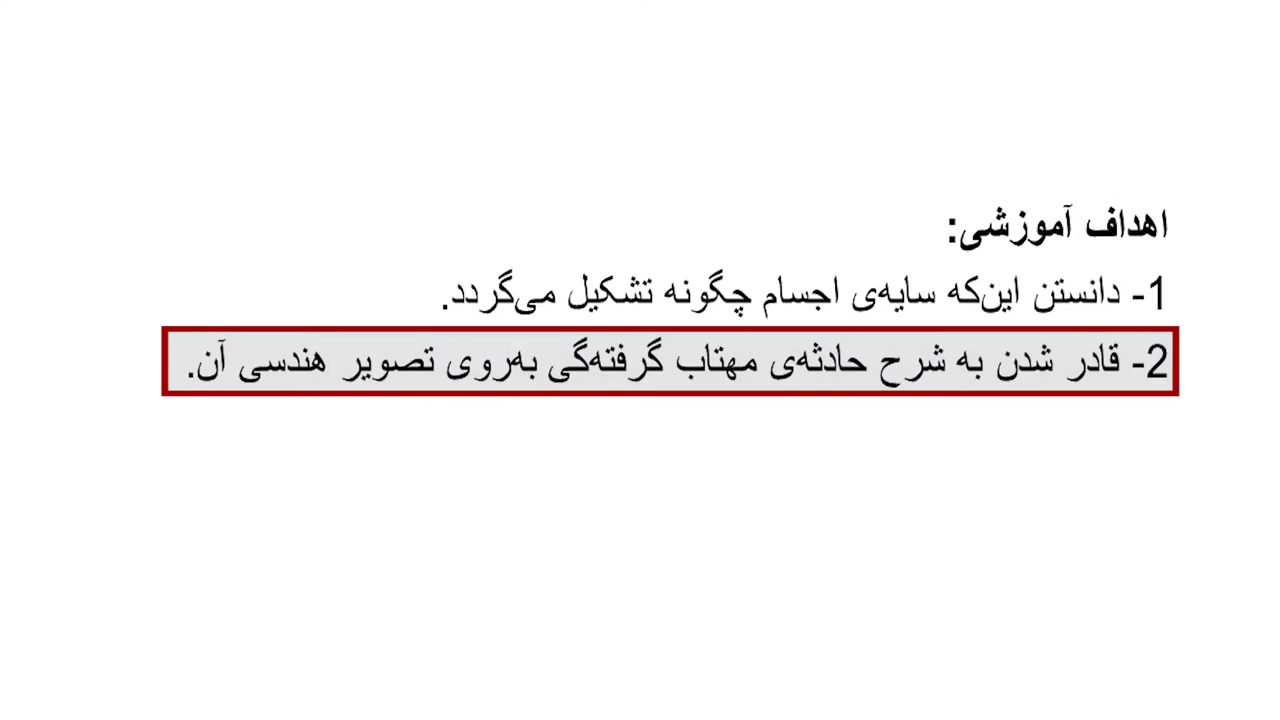 اهداف آموزشی:
1- دانستن این‌که سایه‌ی اجسام چگونه تشکیل می‌گردد.
2- قادر شدن به شرح حادثه‌ی مهتاب گرفته‌گی به‌روی تصویر هندسی آن.